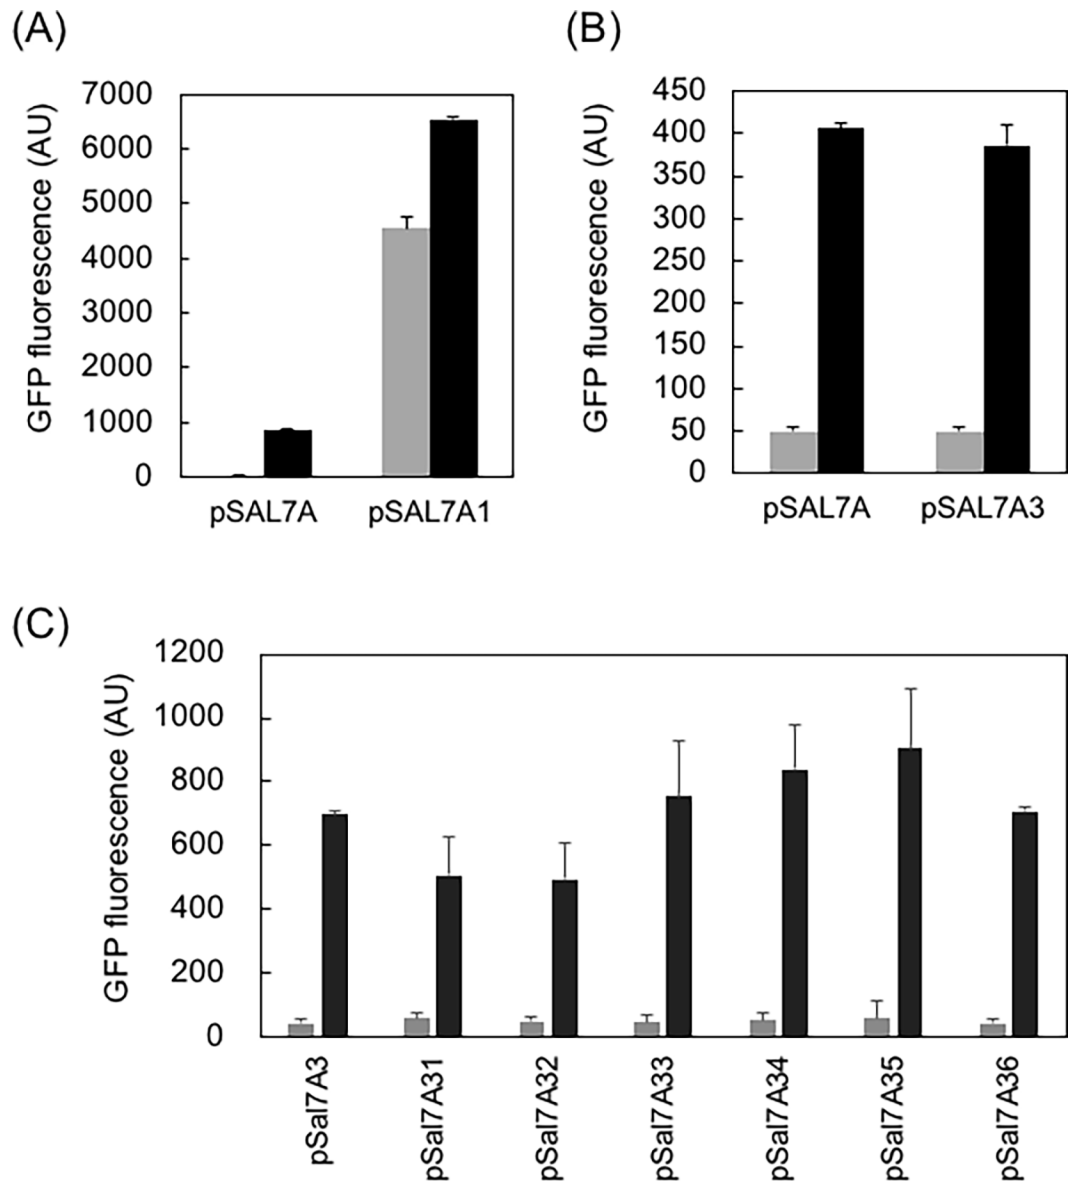 (A)
GFP fluorescence (AU)
7000
6000
5000
4000
3000
2000
1000
0
pSAL7A pSAL7A1
(B)
GFP fluorescence (AU)
450
400
350
300
250
200
150
100
50
0
pSAL7A pSAL7A3
(C)
GFP fluorescence (AU)
1200
1000
800
600
400
200
0
pSal7A3
pSal7A31
pSal7A32
pSal7A33
pSal7A34
pSal7A35
pSal7A36